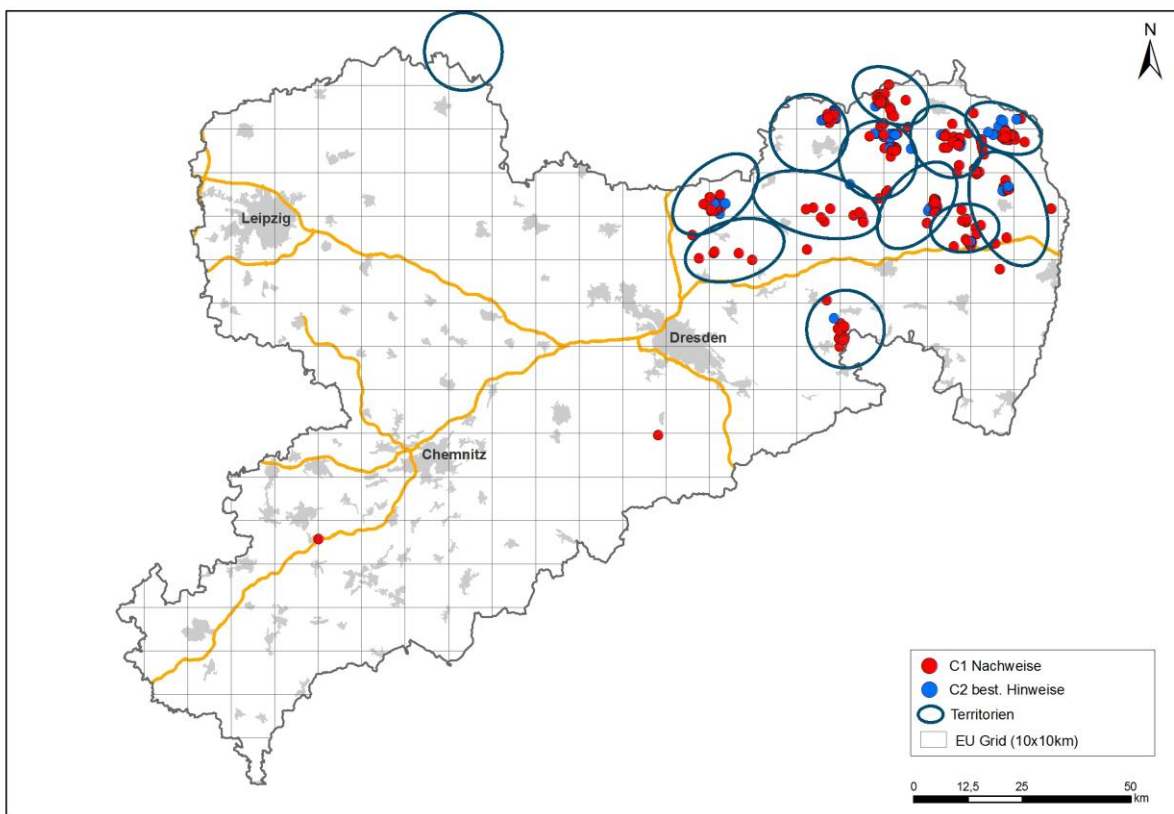 N
Leipzig
Dresden
Chemnitz
C1 Nachweise
C2 best. Hinweise
Territorien
EU Grid (10x10km)
0 12,5 25 50
km